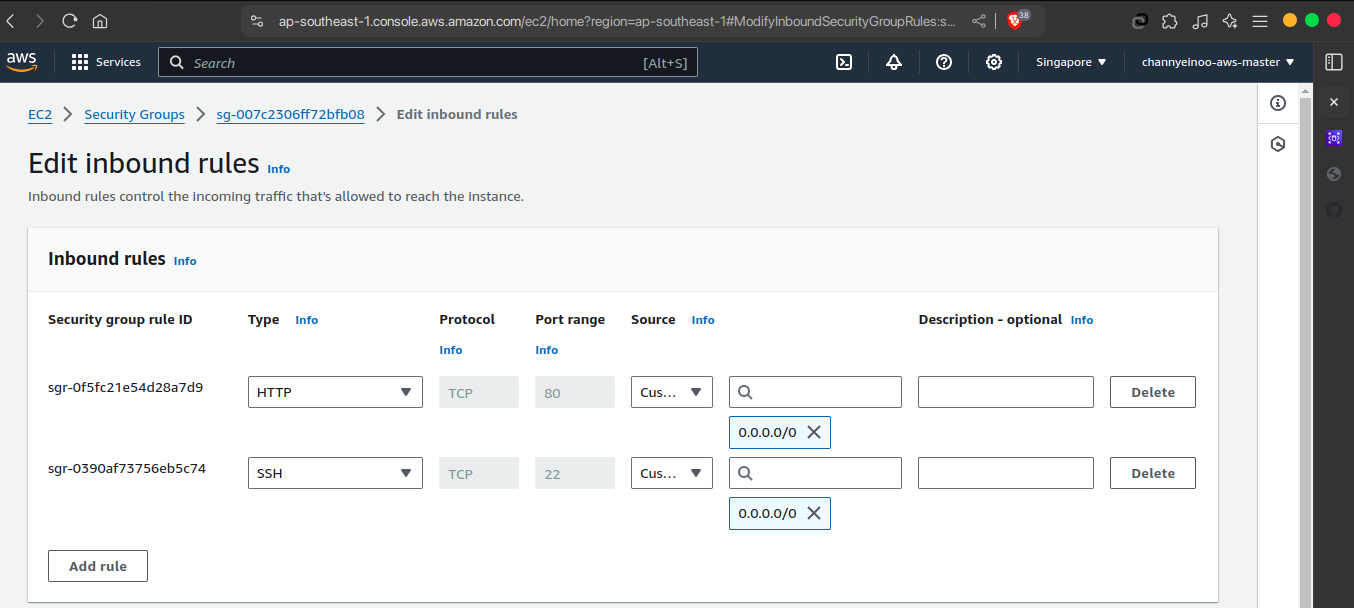 ap-southeast-1.console.aws.amazon.com/ec2/home?region=ap-southeast-1#ModifyInboundSecurityGroupRules:s...
38
aws
Services
Search
[Alt+S]
Singapore
channyeinoo-aws-master
EC2
Security Groups
sg-007c2306ff72bfb08
Edit inbound rules
Edit inbound rules Info
Inbound rules control the incoming traffic that's allowed to reach the instance.
Inbound rules Info
Security group rule ID
Type Info
Protocol
Info
Port range
Info
Source Info
Description - optional Info
sgr-0f5fc21e54d28a7d9
HTTP
TCP
80
Cus...
Delete
0.0.0.0/0
sgr-0390af73756eb5c74
SSH
TCP
22
Cus...
Delete
0.0.0.0/0
Add rule